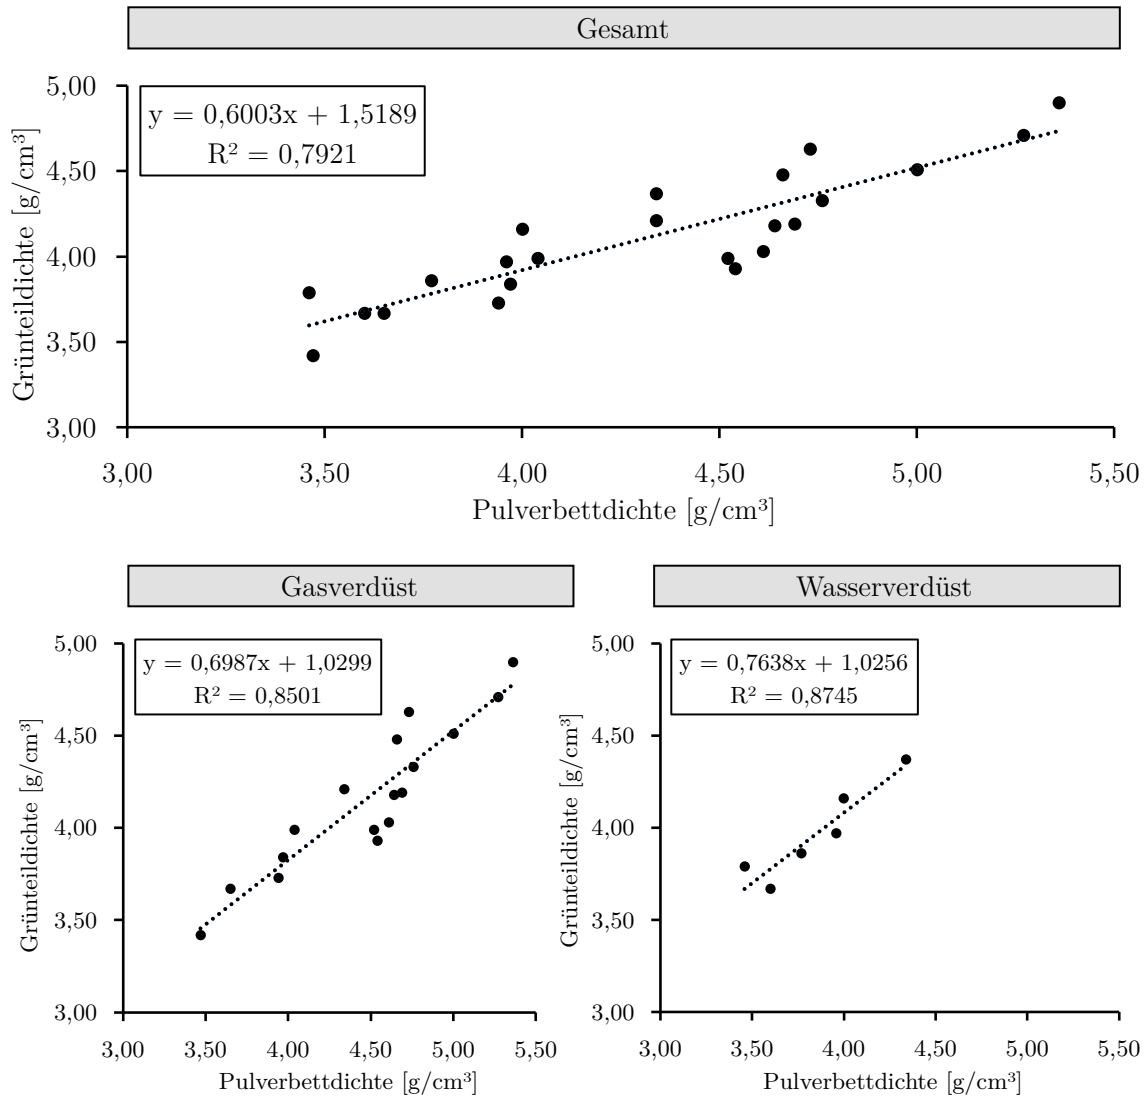 Gesamt
y = 0,6003x + 1,5189
R² = 0,7921
5,00
4,50
4,00
3,50
3,00
Grünteildichte [g/cm³]
3,00 3,50 4,00 4,50 5,00 5,50
Pulverbettdichte [g/cm³]
Gasverdüst
y = 0,6987x + 1,0299
R² = 0,8501
5,00
4,50
4,00
3,50
3,00
Grünteildichte [g/cm³]
3,00 3,50 4,00 4,50 5,00 5,50
Pulverbettdichte [g/cm³]
Wasserverdüst
y = 0,7638x + 1,0256
R² = 0,8745
5,00
4,50
4,00
3,50
3,00
Grünteildichte [g/cm³]
3,00 3,50 4,00 4,50 5,00 5,50
Pulverbettdichte [g/cm³]